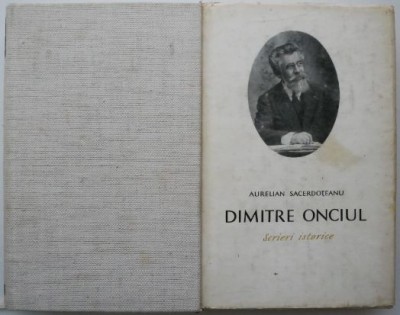 AURELIAN SACERDOȚEANU
DIMITRE ONCIUL
Scrieri istorice